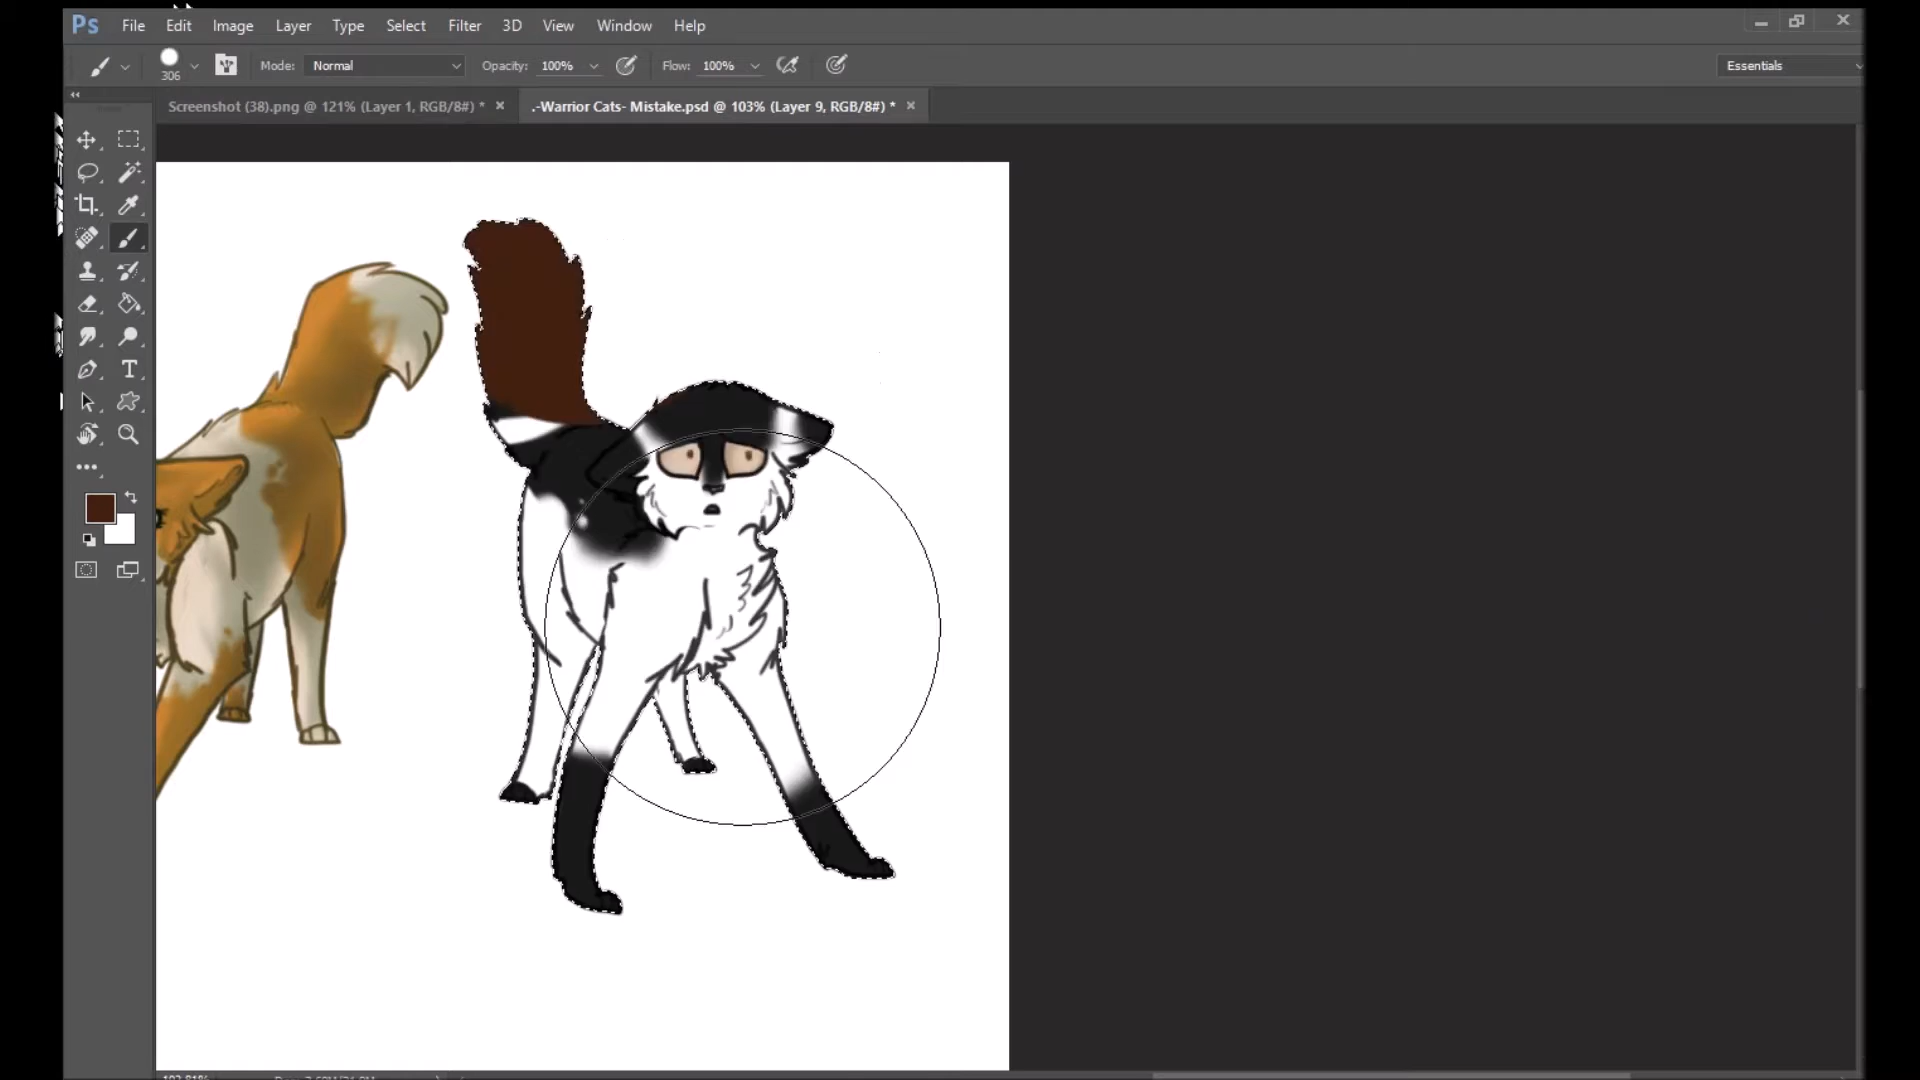 Ps File Edit Image Layer Type Select Filter 3D View Window Help
306 Mode: Normal Opacity: 100% Flow: 100% Essentials
Screenshot (38).png @ 121% (Layer 1, RGB/8#) * × .-Warrior Cats- Mistake.psd @ 103% (Layer 9, RGB/8#) * ×
T